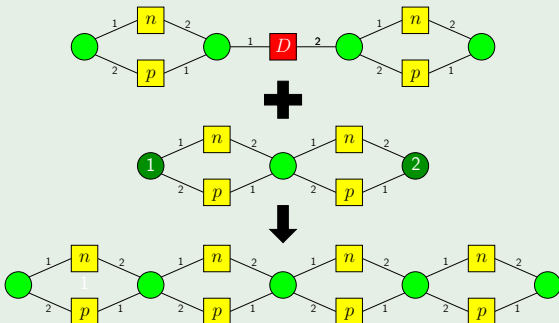 1 n 2 1 D 2 1 n 2
2 p 1 2 p 1
1 n 2 1 n 2
1 2
2 p 1 2 p 1
1 n 2 1 n 2 1 n 2 1 n 2
1
2 p 1 2 p 1 2 p 1 2 p 1